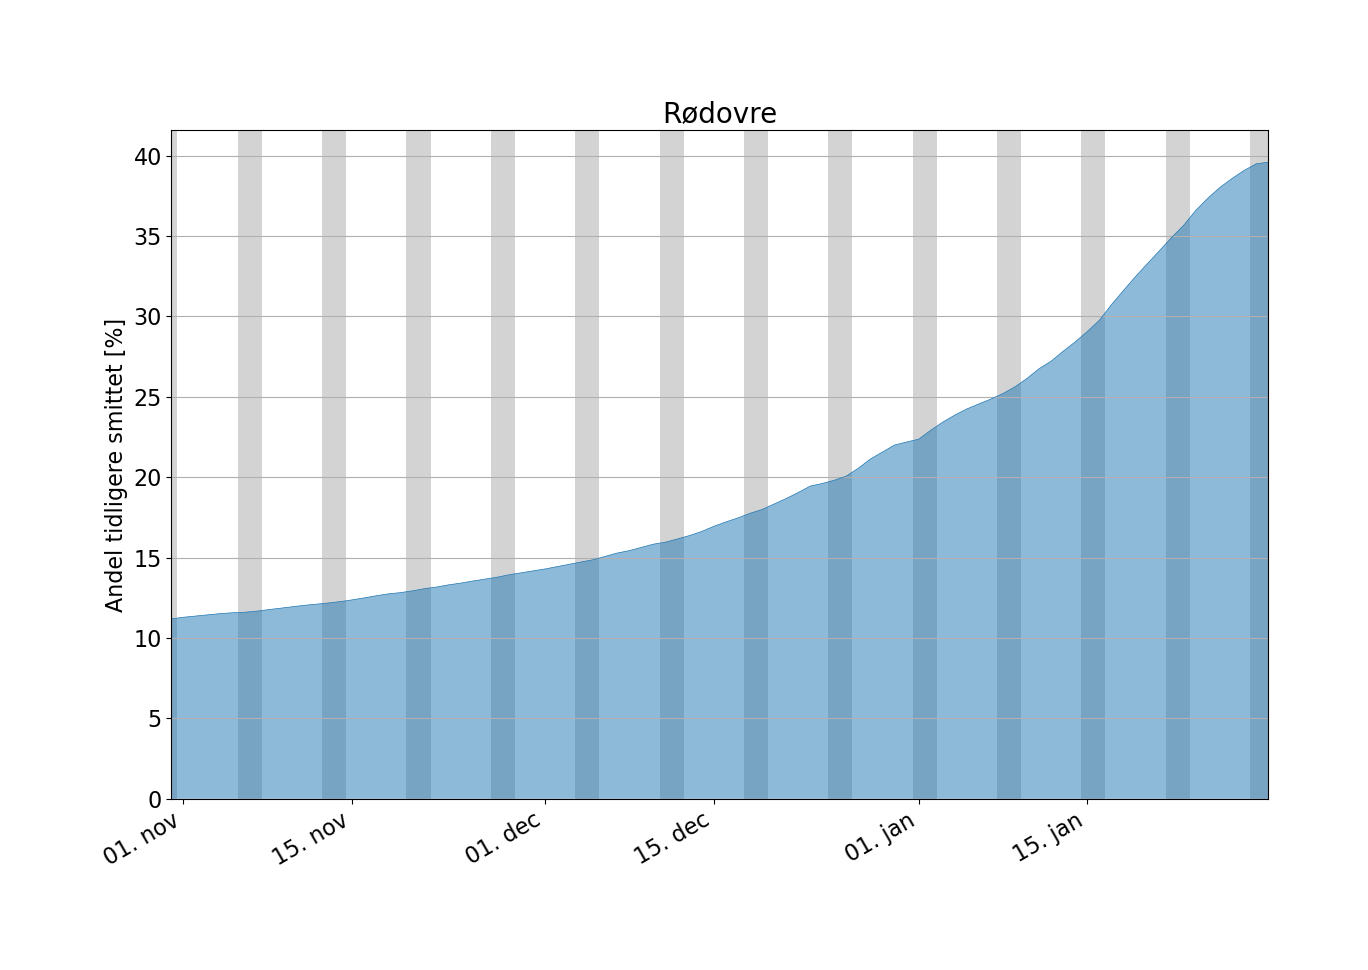 Rødovre
Andel tidligere smittet [%]
40
35
30
25
20
15
10
5
0
01. nov
15. nov
01. dec
15. dec
01. jan
15. jan